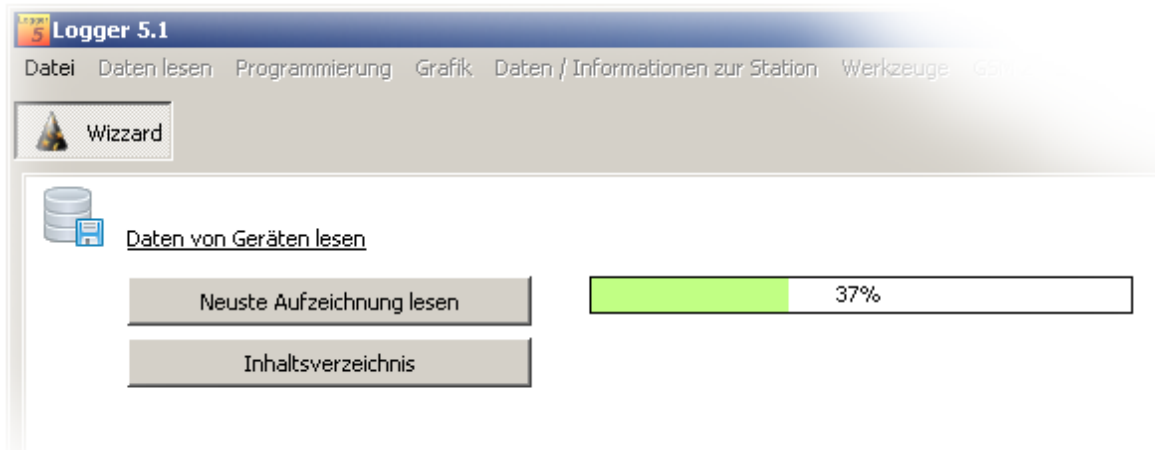 Logger 5.1
Datei Daten lesen Programmierung Grafik Daten / Informationen zur Station Werkzeuge
Wizzard
Daten von Geräten lesen
Neuste Aufzeichnung lesen 37%
Inhaltsverzeichnis